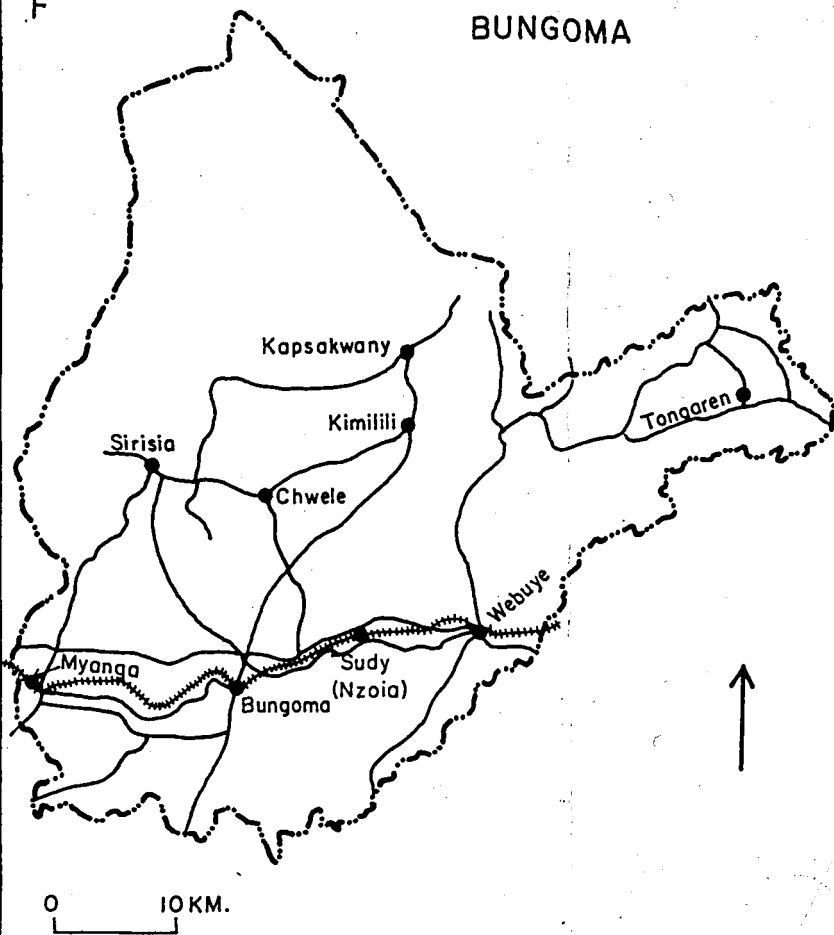 F
BUNGOMA
Kapsakwany
Kimilili
Tongaren
Sirisia
Chwele
Webuye
Myanga
Sudy
(Nzoia)
Bungoma
0 10 KM.